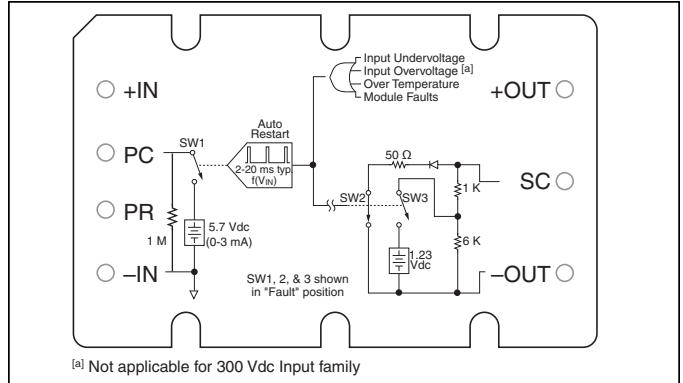 Input Undervoltage
Input Overvoltage [a]
Over Temperature
Module Faults
+IN
+OUT
PC
SW1
Auto
Restart
2-20 ms typ.
f(VIN)
50 Ω
SC
1 K
SW2
SW3
PR
5.7 Vdc
(0-3 mA)
1 M
6 K
1.23
Vdc
–IN
SW1, 2, & 3 shown
in "Fault" position
–OUT
[a] Not applicable for 300 Vdc Input family